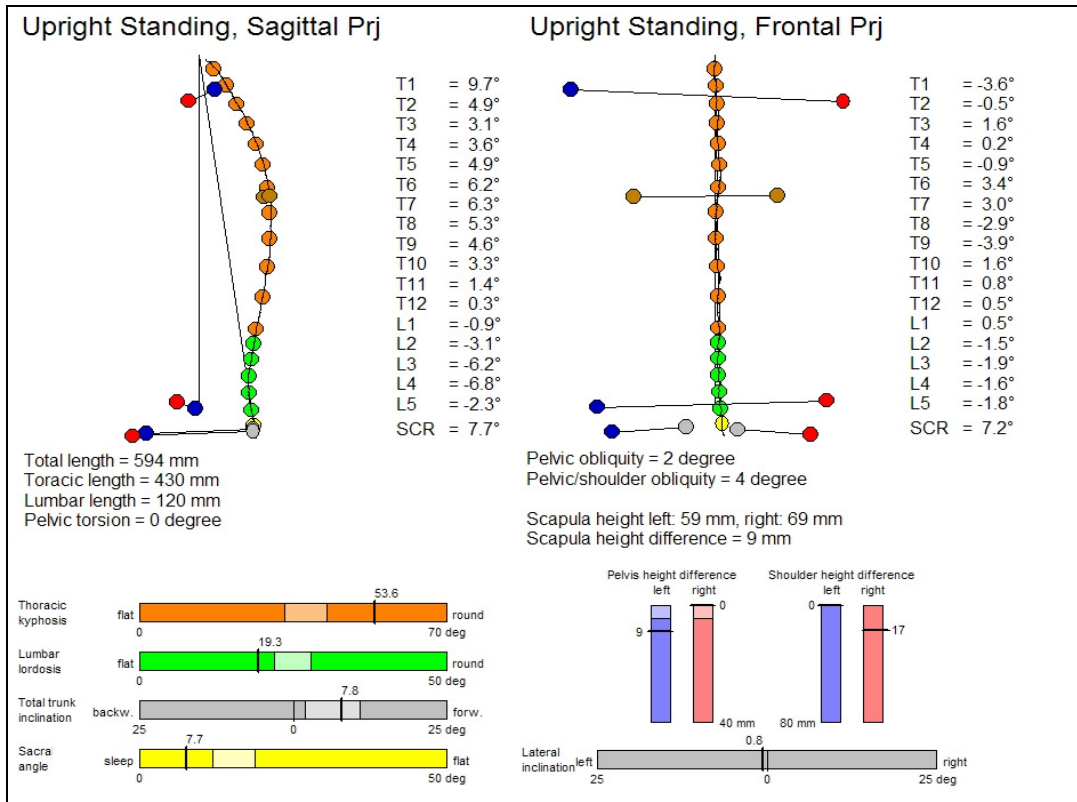 Upright Standing, Sagittal Prj
T1 = 9.7°
T2 = 4.9°
T3 = 3.1°
T4 = 3.6°
T5 = 4.9°
T6 = 6.2°
T7 = 6.3°
T8 = 5.3°
T9 = 4.6°
T10 = 3.3°
T11 = 1.4°
T12 = 0.3°
L1 = -0.9°
L2 = -3.1°
L3 = -6.2°
L4 = -6.8°
L5 = -2.3°
SCR = 7.7°
Total length = 594 mm
Toracic length = 430 mm
Lumbar length = 120 mm
Pelvic torsion = 0 degree
Thoracic kyphosis
flat
53.6
round
0
70 deg
Lumbar lordosis
flat
19.3
round
0
50 deg
Total trunk inclination
backw.
7.8
forw.
25
0
25 deg
Sacral angle
sleep
7.7
flat
0
50 deg
Upright Standing, Frontal Prj
T1 = -3.6°
T2 = -0.5°
T3 = 1.6°
T4 = 0.2°
T5 = -0.9°
T6 = 3.4°
T7 = 3.0°
T8 = -2.9°
T9 = -3.9°
T10 = 1.6°
T11 = 0.8°
T12 = 0.5°
L1 = 0.5°
L2 = -1.5°
L3 = -1.9°
L4 = -1.6°
L5 = -1.8°
SCR = 7.2°
Pelvic obliquity = 2 degree
Pelvic/shoulder obliquity = 4 degree
Scapula height left: 59 mm, right: 69 mm
Scapula height difference = 9 mm
Pelvis height difference
left right
0
9
40 mm
Shoulder height difference
left right
0
17
80 mm
Lateral inclination
left
0.8
right
25
0
25 deg